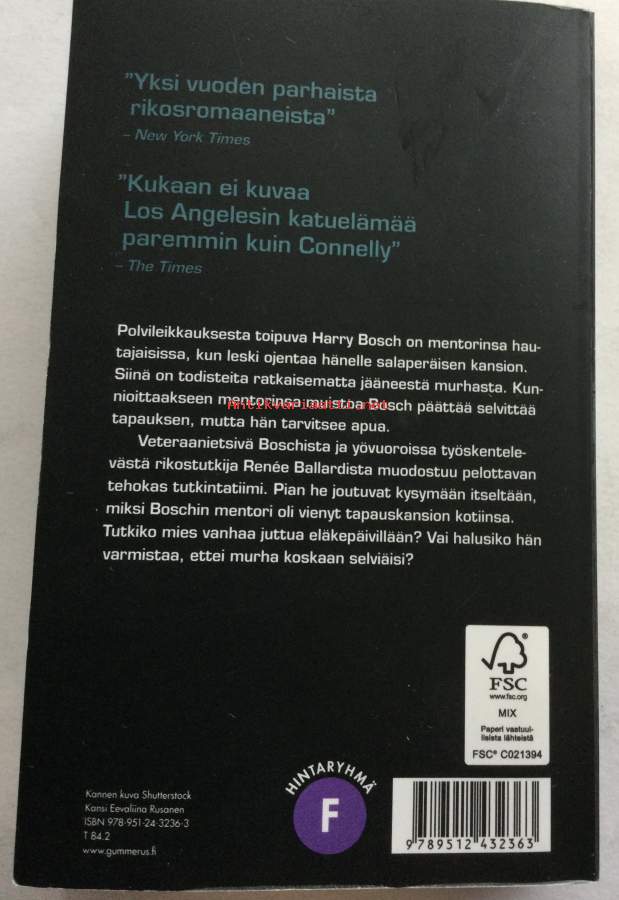 "Yksi vuoden parhaista
rikosromaaneista"
– New York Times
"Kukaan ei kuvaa
Los Angelesin katuelämää
paremmin kuin Connelly"
– The Times
Polvileikkauksesta toipuva Harry Bosch on mentorinsa hau-
tajaisissa, kun leski ojentaa hänelle salaperäisen kansion.
Siinä on todisteita ratkaisematta jääneestä murhasta. Kun-
nioittaakseen mentorinsa muistoa Bosch päättää selvittää
Antikvariaatti.net
tapauksen, mutta hän tarvitsee apua.
Veteraanietsivä Boschista ja yövuoroissa työskentele-
västä rikostutkija Renée Ballardista muodostuu pelottavan
tehokas tutkintatiimi. Pian he joutuvat kysymään itseltään,
miksi Boschin mentori oli vienyt tapauskansion kotiinsa.
Tutkiko mies vanhaa juttua eläkepäivillään? Vai halusiko hän
varmistaa, ettei murha koskaan selviäisi?
FSC
www.fsc.org
MIX
Paperi vastuul-
lisista lähteistä
FSC® C021394
Kannen kuva Shutterstock
Kansi Eevaliina Rusanen
ISBN 978-951-24-3236-3
T 84.2
www.gummerus.fi
HINTARYHMÄ
F
9 789512 432363